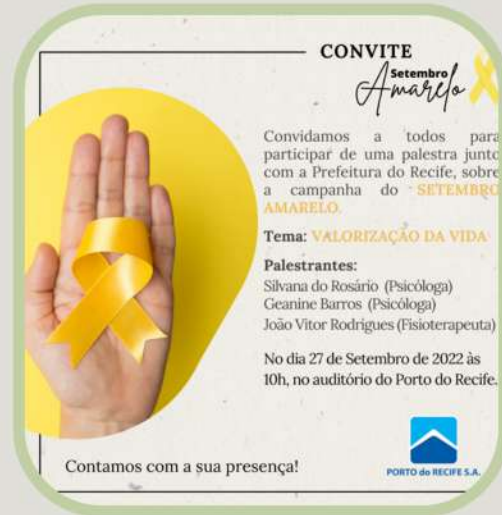 CONVITE
Setembro
Amarelo
Convidamos a todos para
participar de uma palestra junto
com a Prefeitura do Recife, sobre
a campanha do SETEMBRO
AMARELO.
Tema: VALORIZAÇÃO DA VIDA
Palestrantes:
Silvana do Rosário (Psicóloga)
Geanine Barros (Psicóloga)
João Vitor Rodrigues (Fisioterapeuta)
No dia 27 de Setembro de 2022 às
10h, no auditório do Porto do Recife.
Contamos com a sua presença!
PORTO do RECIFE S.A.